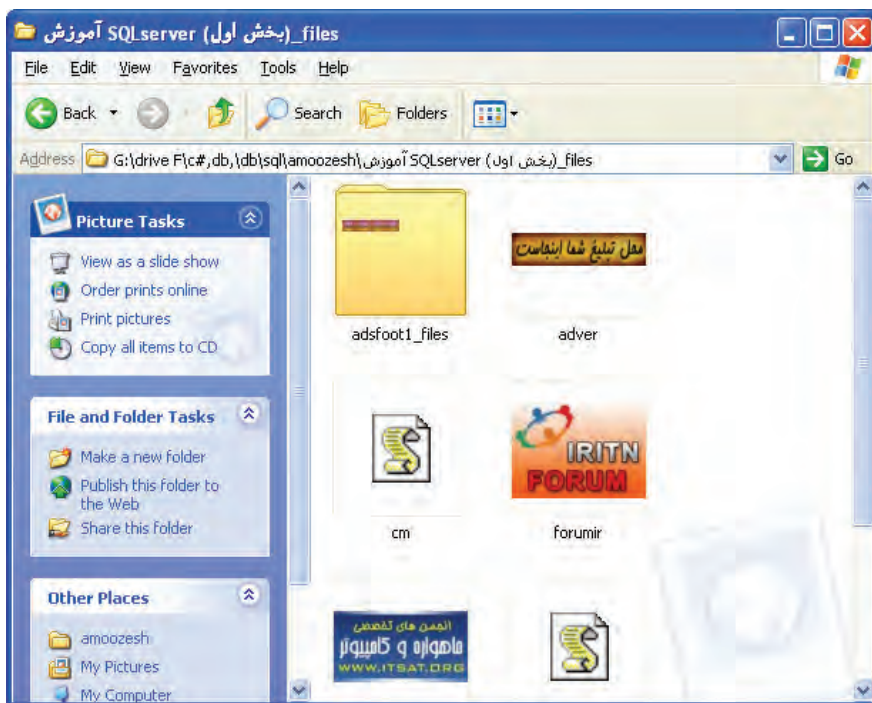 آموزش SQLserver (بخش اول)_files
File Edit View Favorites Tools Help
Back Search Folders
Address G:\drive F\c#,db,\db\sql\amoozesh\آموزش SQLserver (بخش اول)_files Go
Picture Tasks
View as a slide show
Order prints online
Print pictures
Copy all items to CD
File and Folder Tasks
Make a new folder
Publish this folder to
the Web
Share this folder
Other Places
amoozesh
My Pictures
My Computer
adsfoot1_files
محل تبلیغ شما اینجاست
adver
cm
IRITN
FORUM
forumir
انجمن های تخصصی
ماهواره و کامپیوتر
WWW.ITSAT.ORG